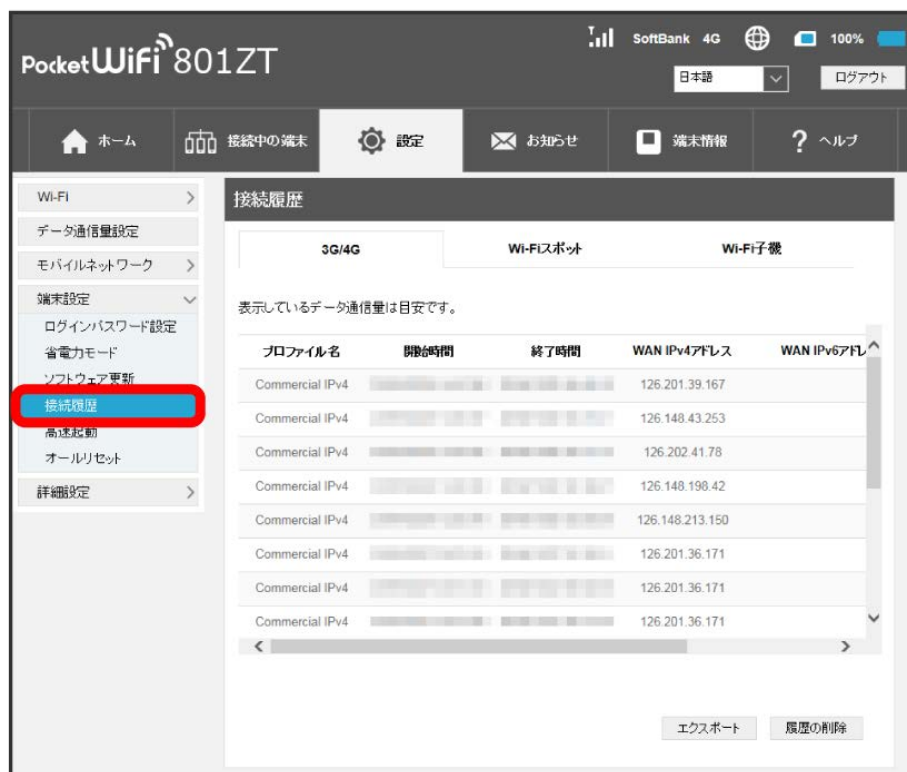 Pocket WiFi 801ZT
SoftBank 4G 100%
日本語 ログアウト
ホーム 接続中の端末 設定 お知らせ 端末情報 ? ヘルプ
Wi-Fi
データ通信量設定
モバイルネットワーク
端末設定
ログインパスワード設定
省電力モード
ソフトウェア更新
接続履歴
高速起動
オールリセット
詳細設定
接続履歴
3G/4G Wi-Fiスポット Wi-Fi子機
表示しているデータ通信量は目安です。
プロファイル名 開始時間 終了時間 WAN IPv4アドレス WAN IPv6アドレ
Commercial IPv4 126.201.39.167
Commercial IPv4 126.148.43.253
Commercial IPv4 126.202.41.78
Commercial IPv4 126.148.198.42
Commercial IPv4 126.148.213.150
Commercial IPv4 126.201.36.171
Commercial IPv4 126.201.36.171
Commercial IPv4 126.201.36.171
エクスポート 履歴の削除